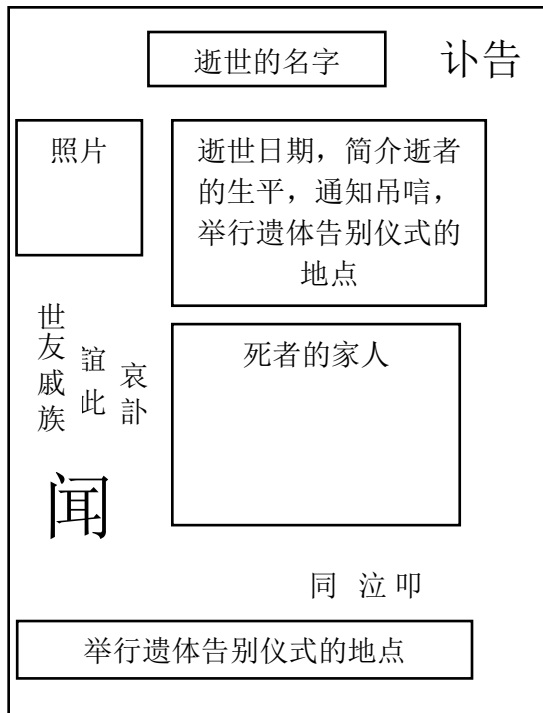 逝世的名字
讣告
照片
逝世日期，简介逝者
的生平，通知吊唁，
举行遗体告别仪式的
地点
死者的家人
哀訃
誼此
世友戚族
闻
同 泣 叩
举行遗体告别仪式的地点